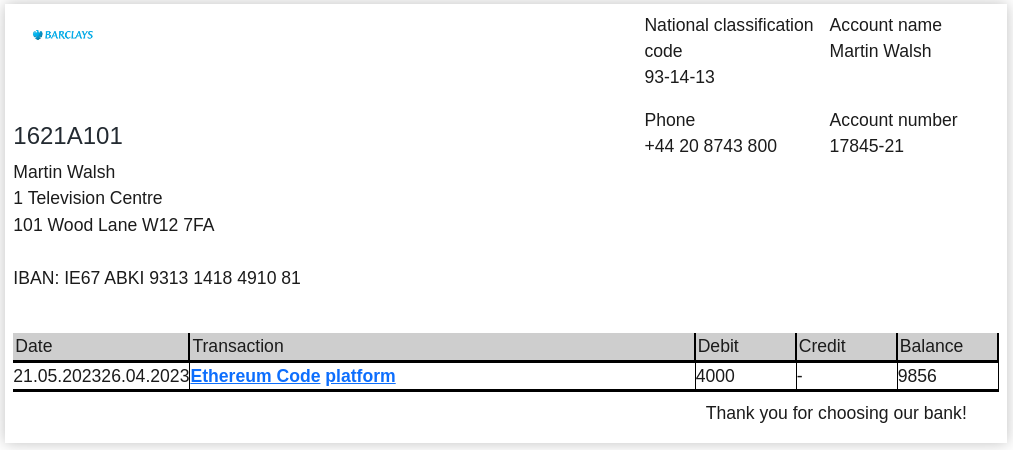 BARCLAYS
National classification code
93-14-13
Account name
Martin Walsh
Phone
+44 20 8743 800
Account number
17845-21
1621A101
Martin Walsh
1 Television Centre
101 Wood Lane W12 7FA
IBAN: IE67 ABKI 9313 1418 4910 81
Date Transaction Debit Credit Balance
21.05.202326.04.2023 Ethereum Code platform 4000 - 9856
Thank you for choosing our bank!